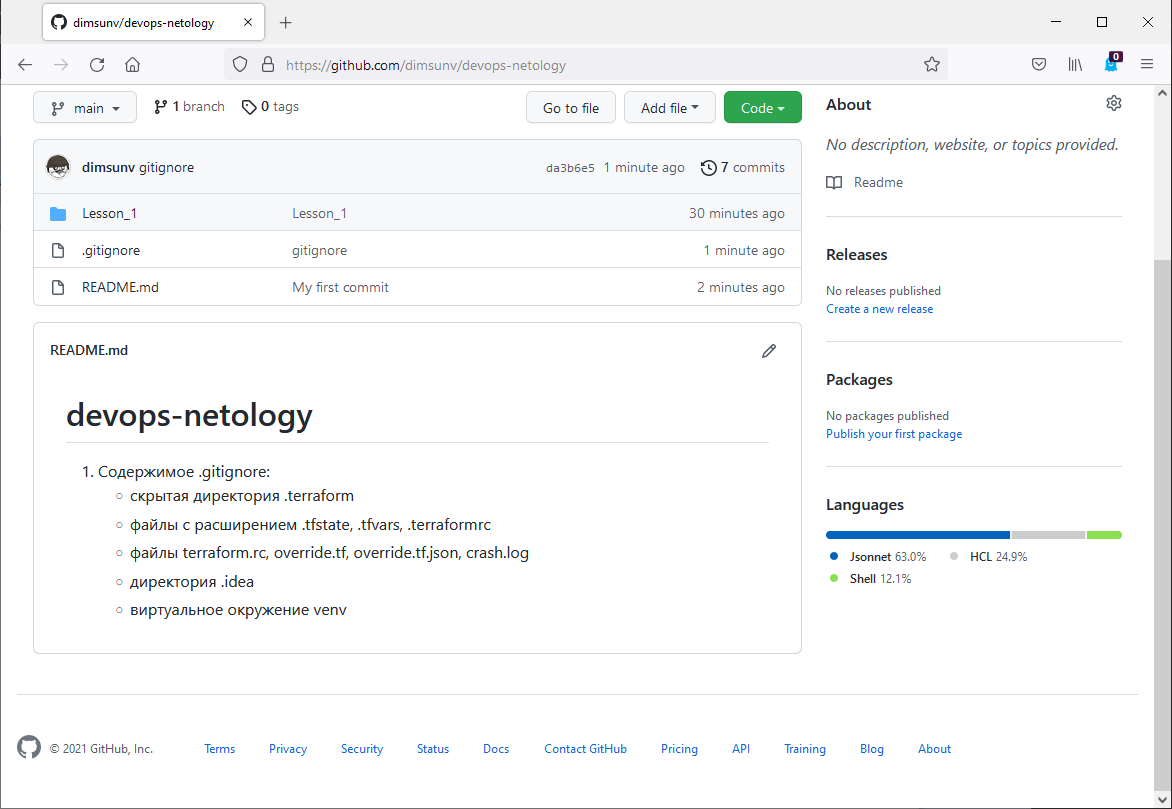 dimsunv/devops-netology
https://github.com/dimsunv/devops-netology
0
main 1 branch 0 tags Go to file Add file Code
dimsunv gitignore da3b6e5 1 minute ago 7 commits
Lesson_1 Lesson_1 30 minutes ago
.gitignore gitignore 1 minute ago
README.md My first commit 2 minutes ago
README.md
devops-netology
1. Содержимое .gitignore:
скрытая директория .terraform
файлы с расширением .tfstate, .tfvars, .terraformrc
файлы terraform.rc, override.tf, override.tf.json, crash.log
директория .idea
виртуальное окружение venv
About
No description, website, or topics provided.
Readme
Releases
No releases published
Create a new release
Packages
No packages published
Publish your first package
Languages
Jsonnet 63.0% HCL 24.9%
Shell 12.1%
© 2021 GitHub, Inc. Terms Privacy Security Status Docs Contact GitHub Pricing API Training Blog About